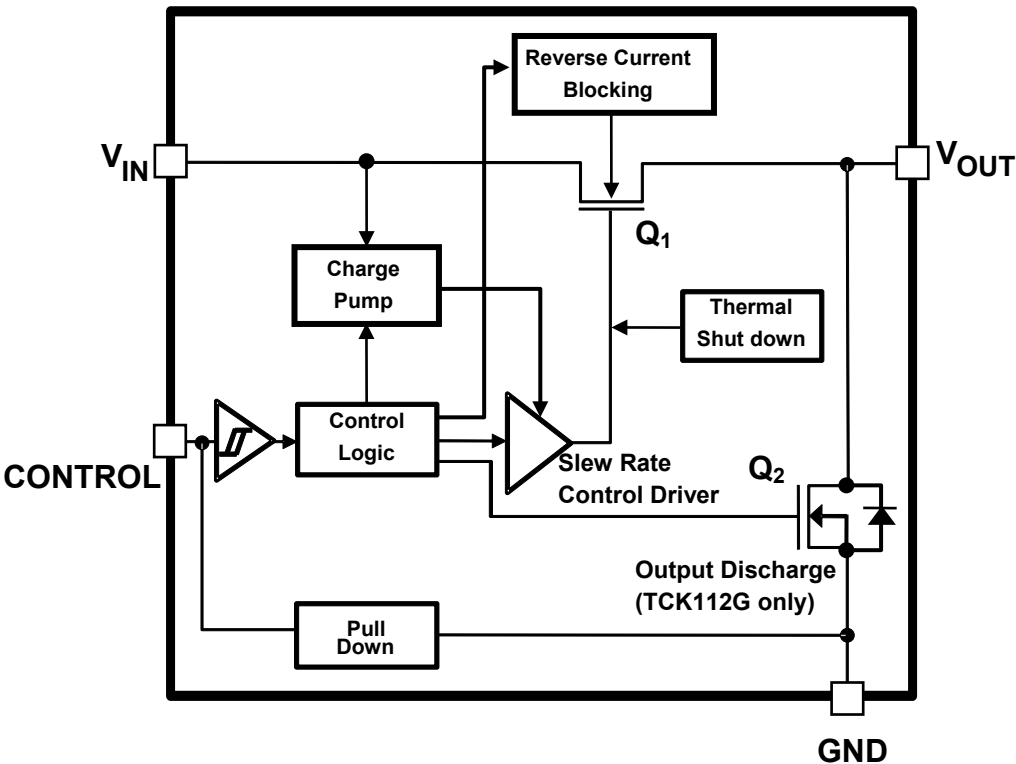 Reverse Current
Blocking
VIN
VOUT
Q1
Charge
Pump
Thermal
Shut down
Control
Logic
CONTROL
Slew Rate
Control Driver
Q2
Output Discharge
(TCK112G only)
Pull
Down
GND